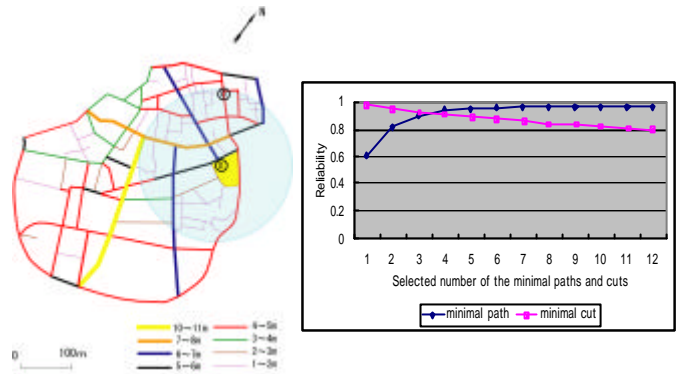 N
10~11m
7~8m
6~7m
5~6m
4~5m
3~4m
2~3m
1~2m
0 100m
1
0.8
0.6
0.4
0.2
0
Reliability
1 2 3 4 5 6 7 8 9 10 11 12
Selected number of the minimal paths and cuts
minimal path minimal cut